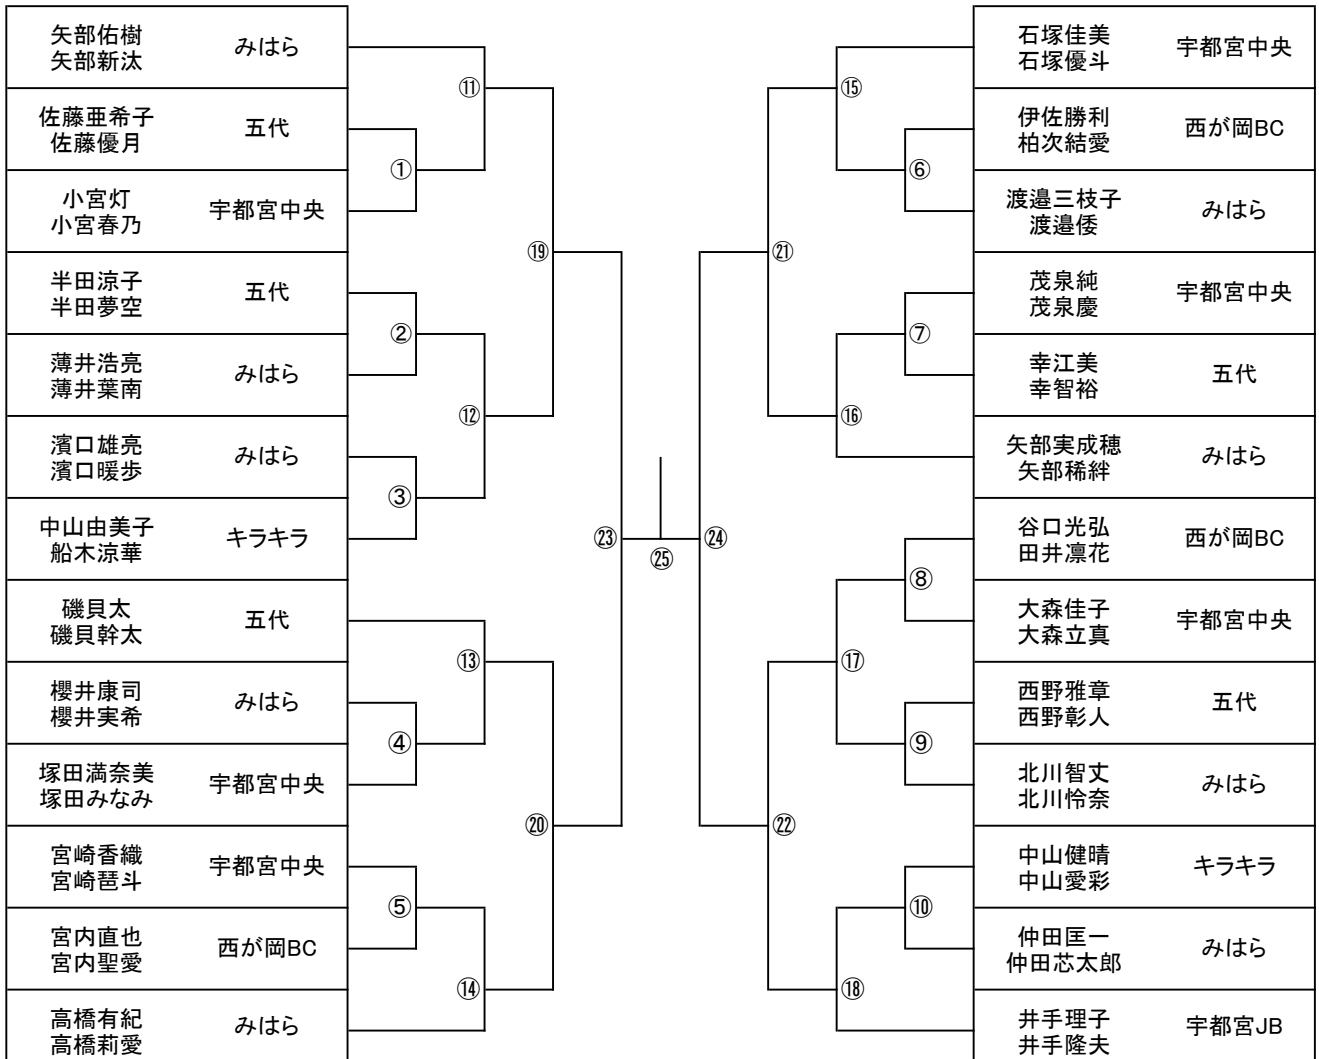 矢部佑樹
矢部新汰
みはら
佐藤亜希子
佐藤優月
五代
小宮灯
小宮春乃
宇都宮中央
半田涼子
半田夢空
五代
薄井浩亮
薄井葉南
みはら
濱口雄亮
濱口暖歩
みはら
中山由美子
船木涼華
キラキラ
磯貝太
磯貝幹太
五代
櫻井康司
櫻井実希
みはら
塚田満奈美
塚田みなみ
宇都宮中央
宮崎香織
宮崎琶斗
宇都宮中央
宮内直也
宮内聖愛
西が岡BC
高橋有紀
高橋莉愛
みはら
①
②
③
④
⑤
⑪
⑫
⑬
⑭
⑲
⑳
㉓
㉕
㉔
㉑
㉒
⑮
⑯
⑰
⑱
⑥
⑦
⑧
⑨
⑩
石塚佳美
石塚優斗
宇都宮中央
伊佐勝利
柏次結愛
西が岡BC
渡邉三枝子
渡邉倭
みはら
茂泉純
茂泉慶
宇都宮中央
幸江美
幸智裕
五代
矢部実成穂
矢部稀絆
みはら
谷口光弘
田井凛花
西が岡BC
大森佳子
大森立真
宇都宮中央
西野雅章
西野彰人
五代
北川智丈
北川怜奈
みはら
中山健晴
中山愛彩
キラキラ
仲田匡一
仲田芯太郎
みはら
井手理子
井手隆夫
宇都宮JB